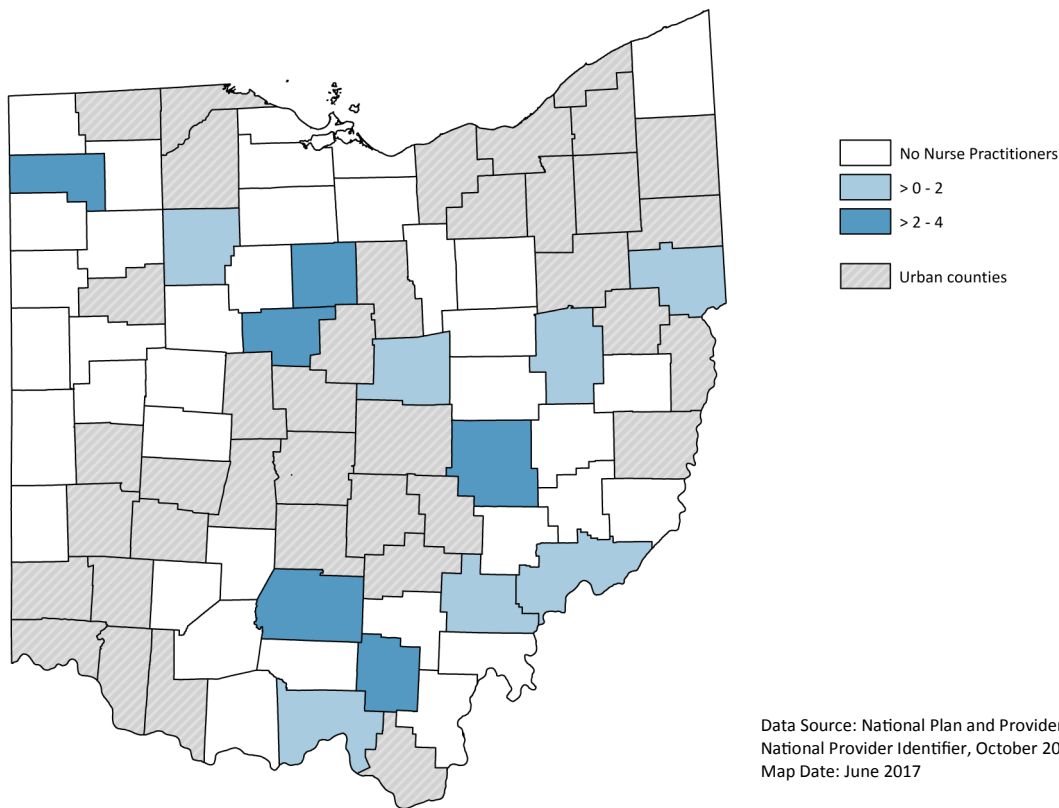 No Nurse Practitioners
> 0 - 2
> 2 - 4
Urban counties
Data Source: National Plan and Provider
National Provider Identifier, October 20
Map Date: June 2017